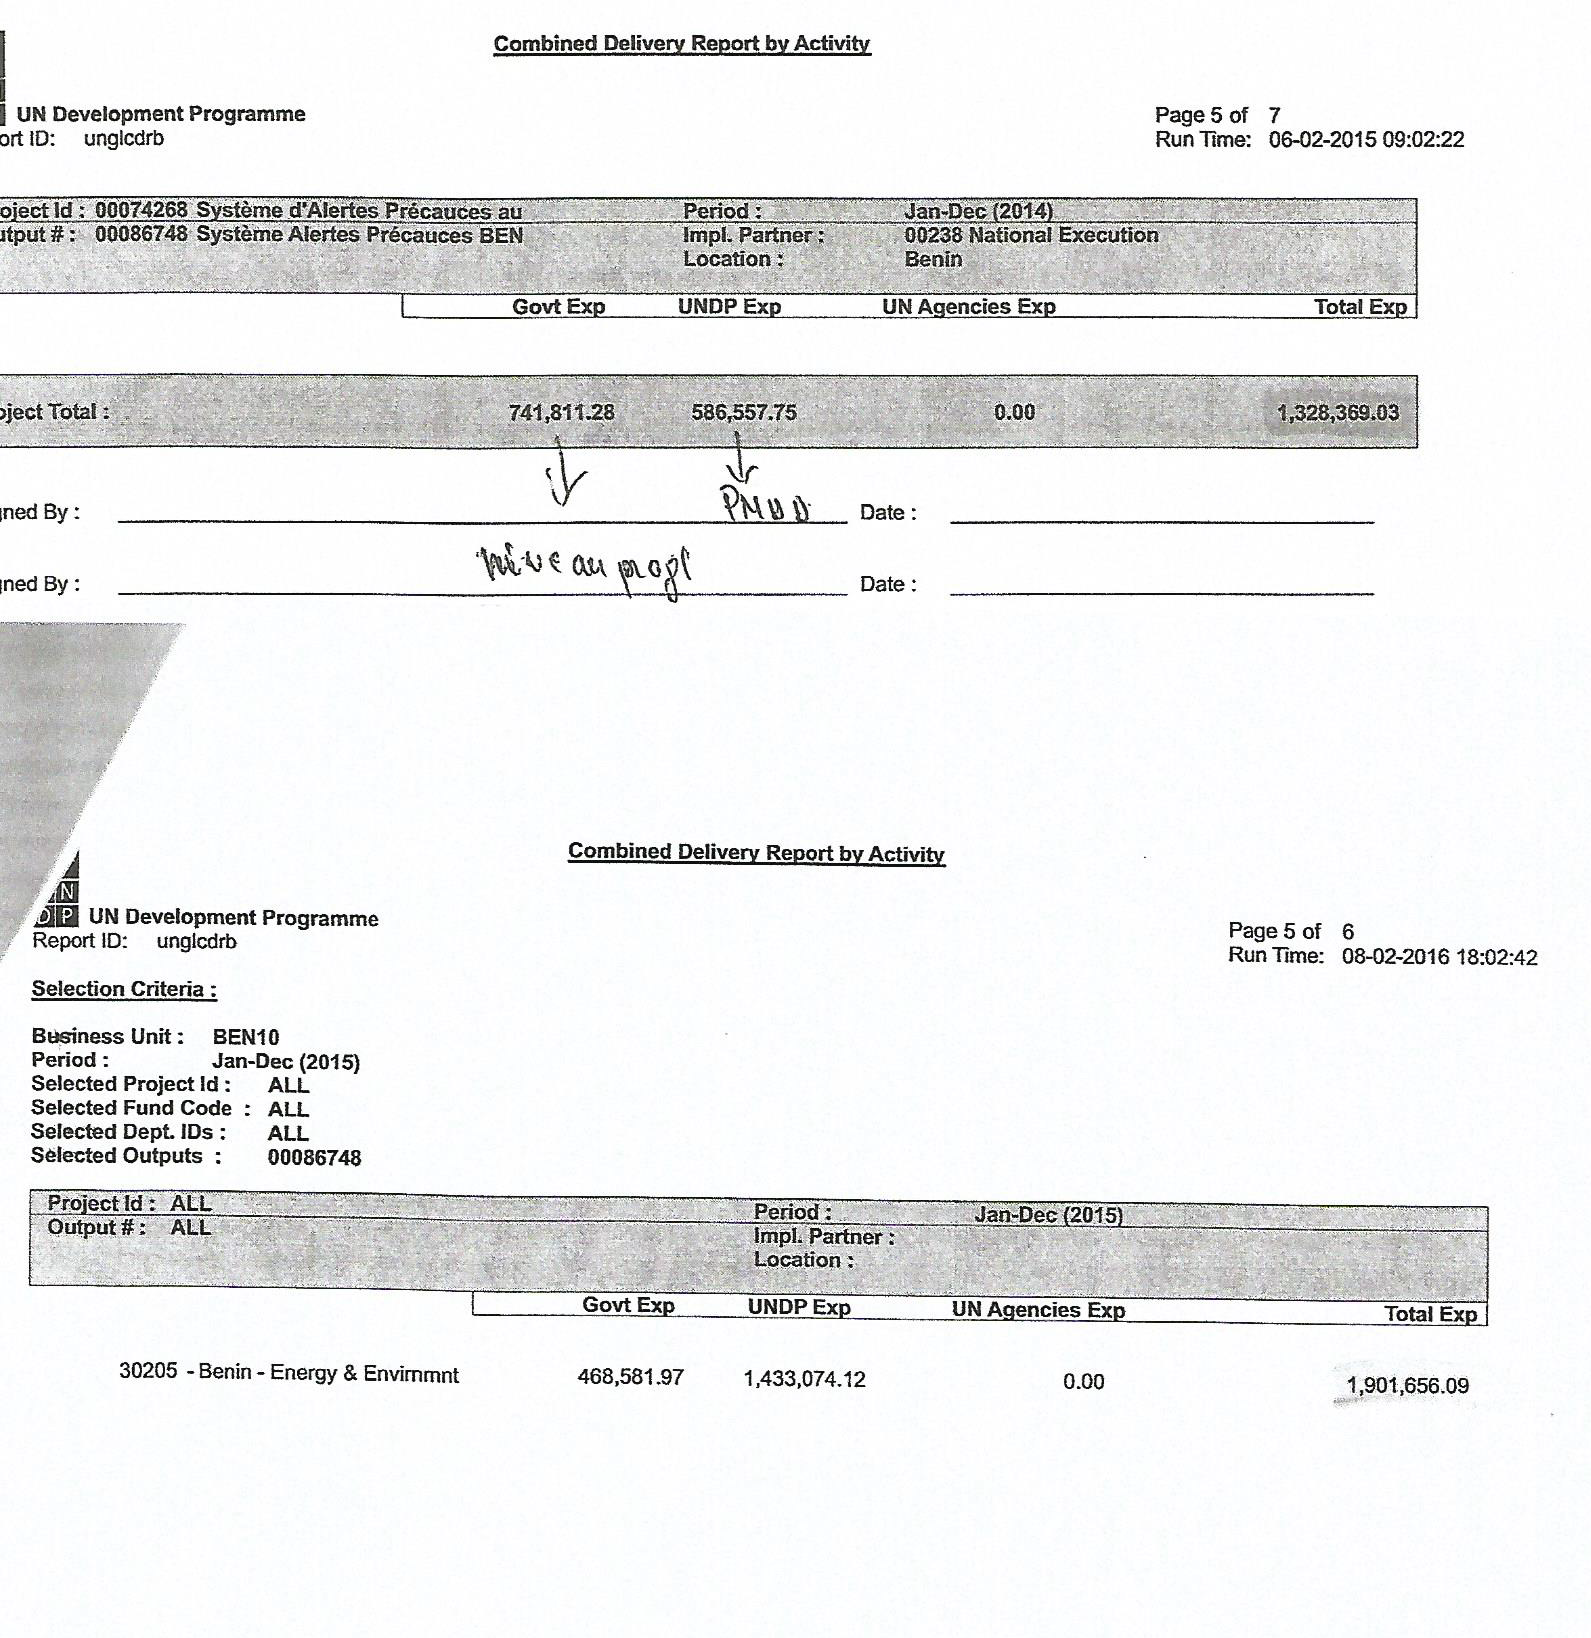 Combined Delivery Report by Activity
UN Development Programme
ort ID: unglcdrb
Page 5 of 7
Run Time: 06-02-2015 09:02:22
oject Id : 00074268 Système d'Alertes Précauces au
Period : Jan-Dec (2014)
utput # : 00086748 Système Alertes Précauces BEN
Impl. Partner : 00238 National Execution
Location : Benin
Govt Exp UNDP Exp UN Agencies Exp Total Exp
oject Total : 741,811.28 586,557.75 0.00 1,328,369.03
gned By : Date :
PNUD
niveau projet
gned By : Date :
Combined Delivery Report by Activity
N
DP UN Development Programme
Report ID: unglcdrb
Page 5 of 6
Run Time: 08-02-2016 18:02:42
Selection Criteria :
Business Unit : BEN10
Period : Jan-Dec (2015)
Selected Project Id : ALL
Selected Fund Code : ALL
Selected Dept. IDs : ALL
Selected Outputs : 00086748
Project Id : ALL
Period : Jan-Dec (2015)
Output # : ALL
Impl. Partner :
Location :
Govt Exp UNDP Exp UN Agencies Exp Total Exp
30205 - Benin - Energy & Envirnmnt 468,581.97 1,433,074.12 0.00 1,901,656.09